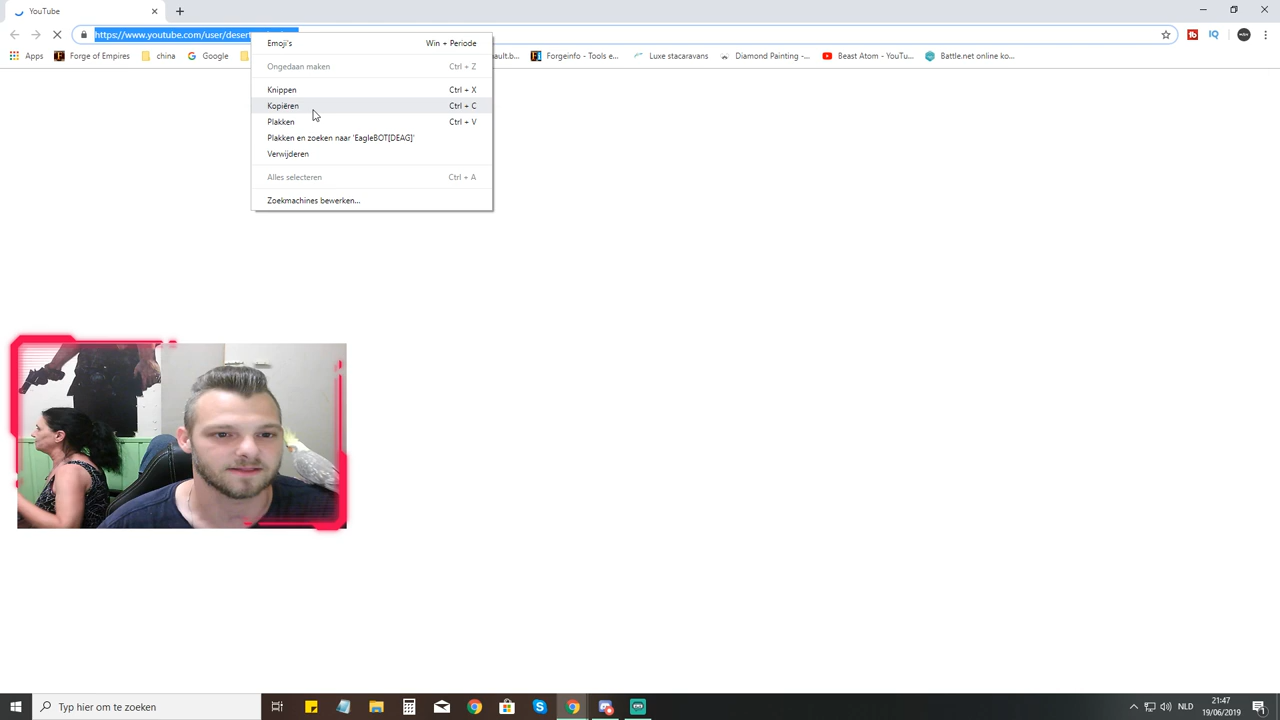 YouTube
https://www.youtube.com/user/desert
Apps
Forge of Empires
china
Google
Forgeinfo - Tools e...
Luxe stacaravans
Diamond Painting -...
Beast Atom - YouTu...
Battle.net online ko...
Emoji's Win + Periode
Ongedaan maken Ctrl + Z
Knippen Ctrl + X
Kopiëren Ctrl + C
Plakken Ctrl + V
Plakken en zoeken naar 'EagleBOT[DEAG]'
Verwijderen
Alles selecteren Ctrl + A
Zoekmachines bewerken...
Typ hier om te zoeken
NLD
21:47
19/06/2019